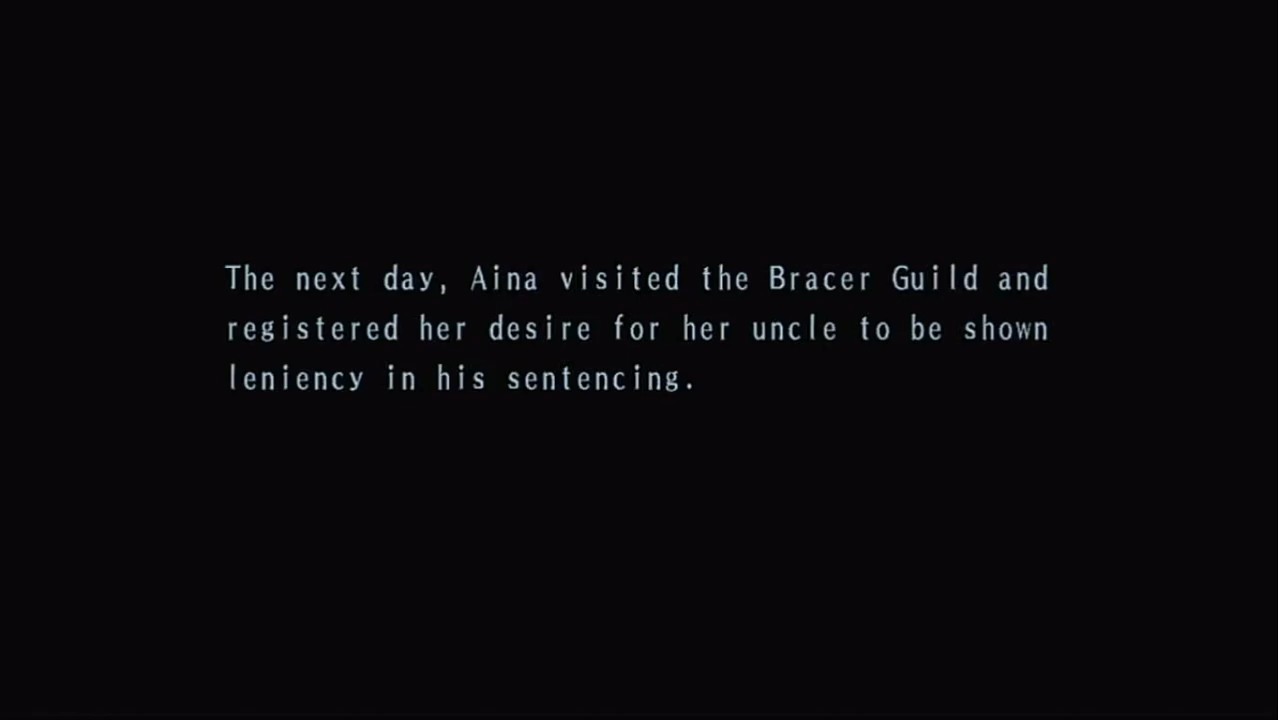 The next day, Aina visited the Bracer Guild and
registered her desire for her uncle to be shown
leniency in his sentencing.